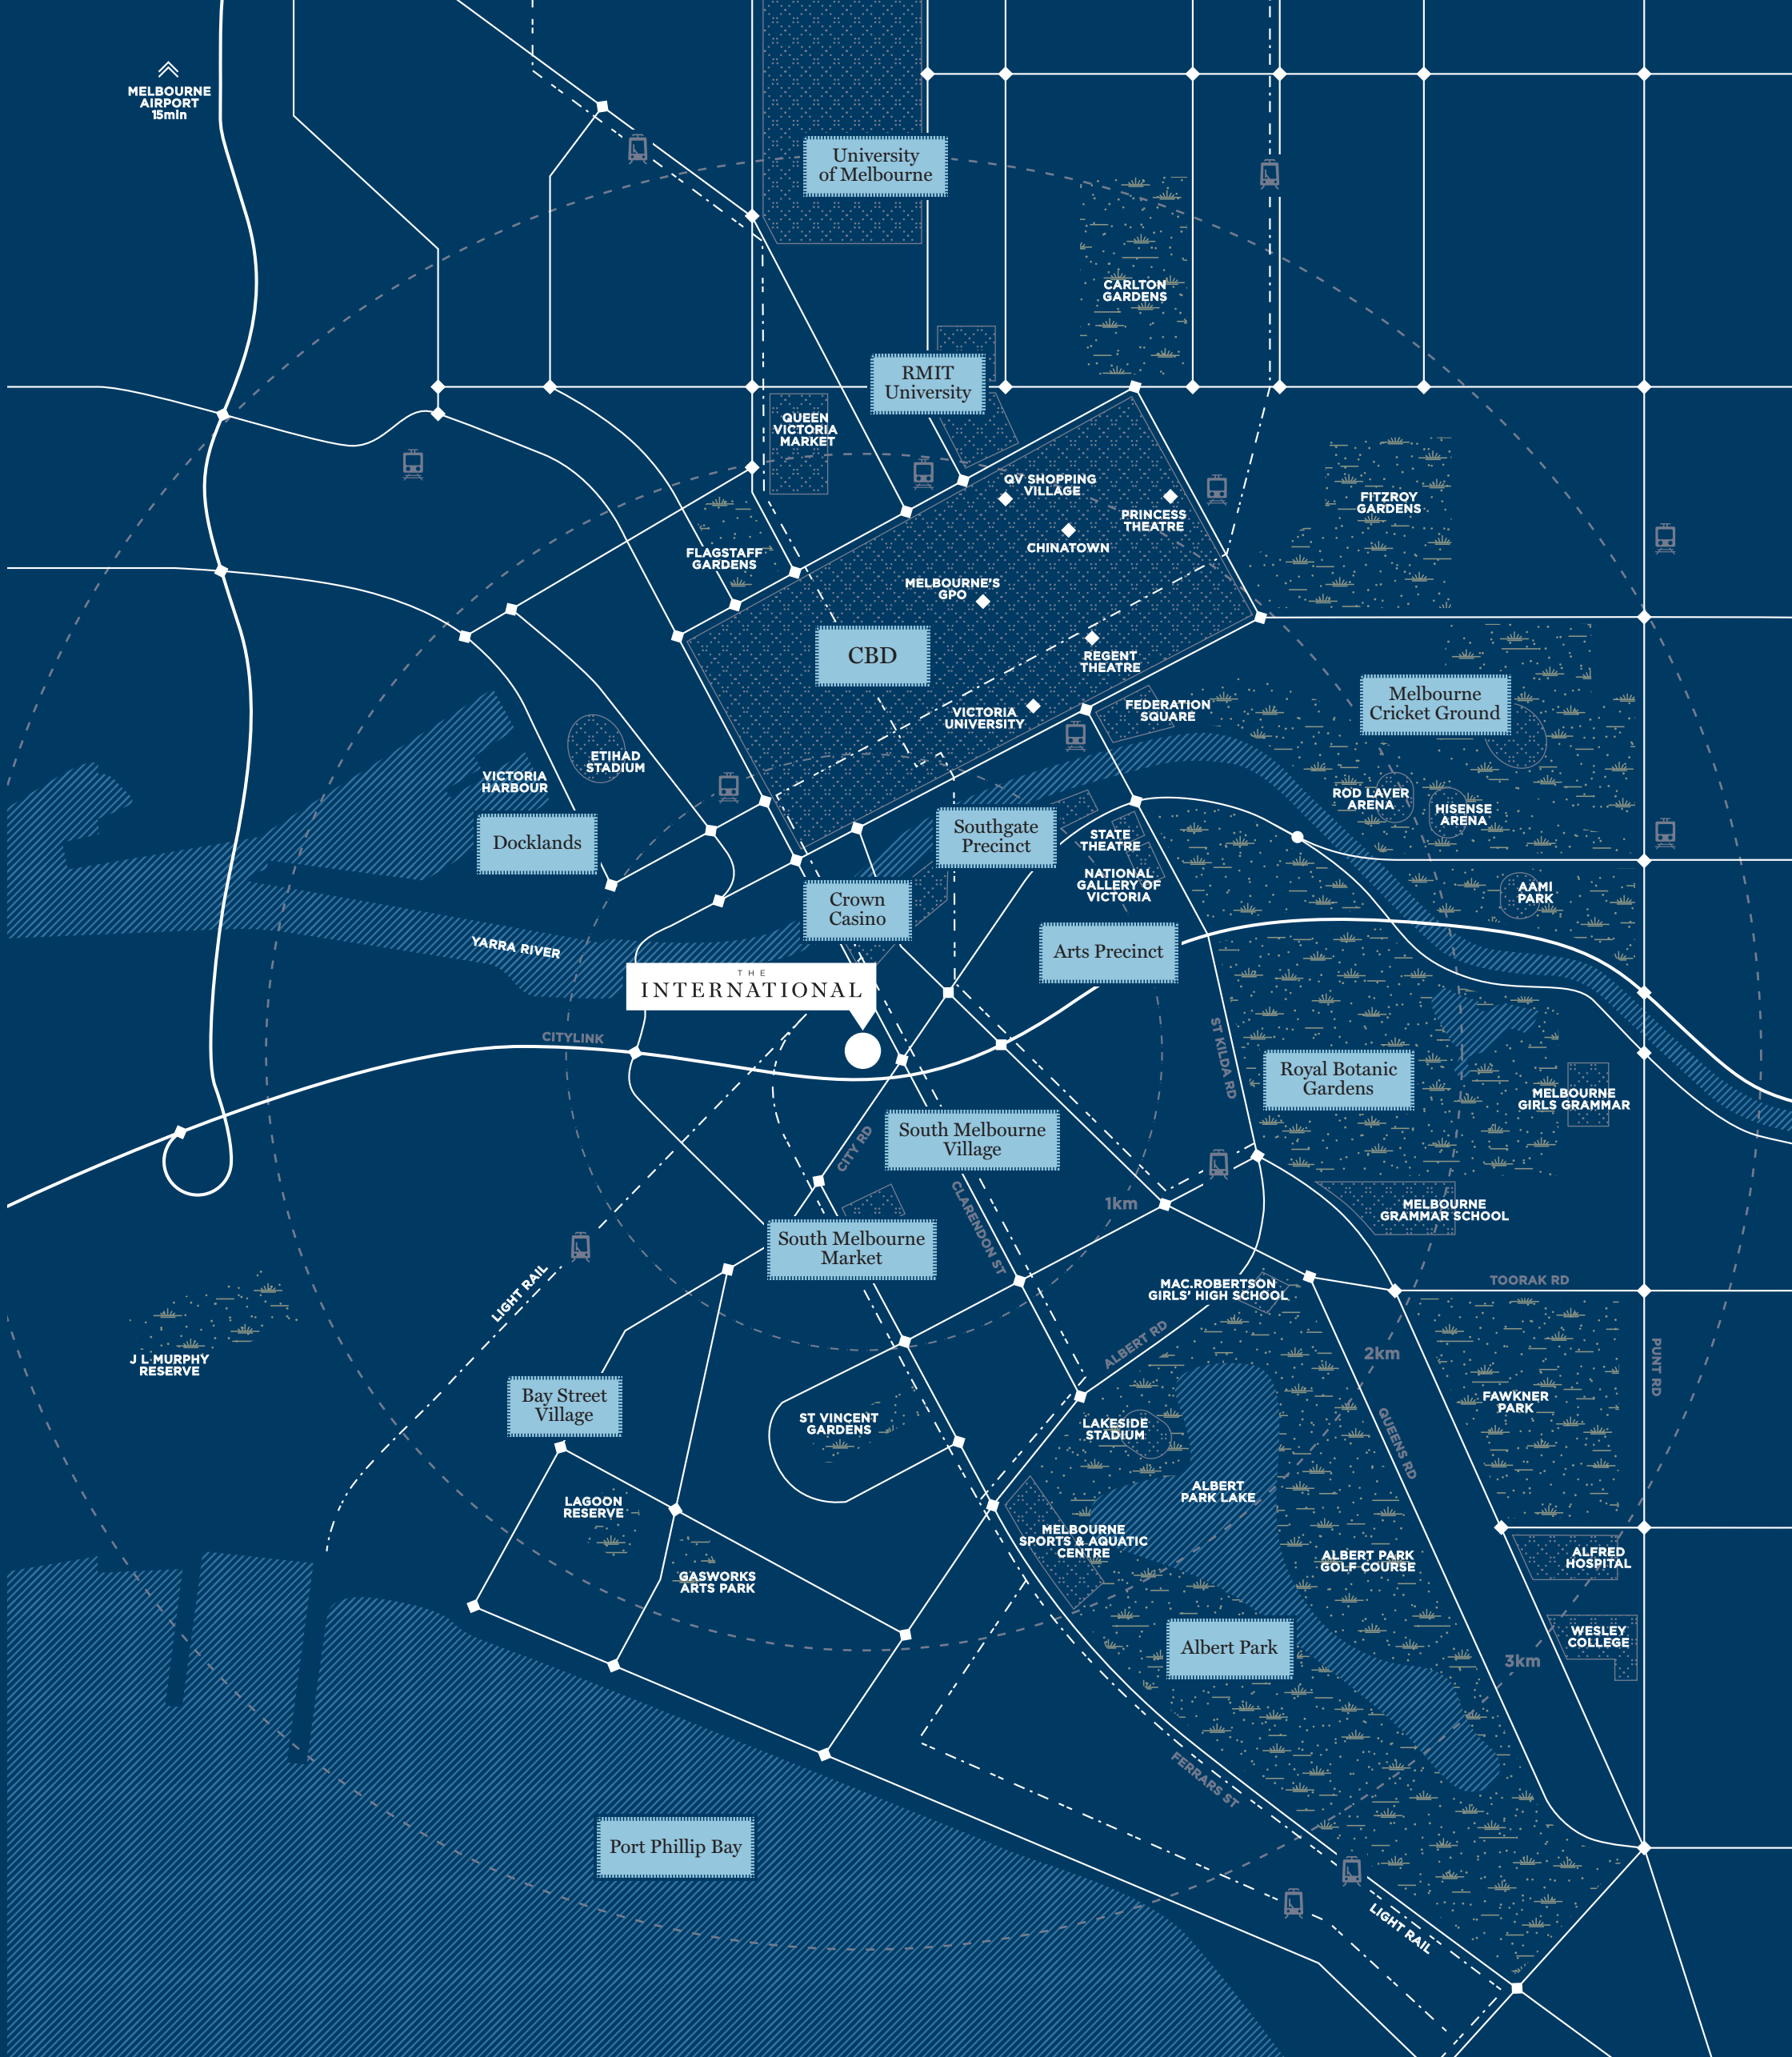 MELBOURNE
AIRPORT
15min
University
of Melbourne
CARLTON
GARDENS
RMIT
University
QUEEN
VICTORIA
MARKET
QV SHOPPING
VILLAGE
PRINCESS
THEATRE
FITZROY
GARDENS
CHINATOWN
FLAGSTAFF
GARDENS
MELBOURNE'S
GPO
CBD
REGENT
THEATRE
VICTORIA
UNIVERSITY
FEDERATION
SQUARE
Melbourne
Cricket Ground
ETIHAD
STADIUM
VICTORIA
HARBOUR
ROD LAVER
ARENA
HISENSE
ARENA
Docklands
Southgate
Precinct
STATE
THEATRE
NATIONAL
GALLERY OF
VICTORIA
AAMI
PARK
Crown
Casino
YARRA RIVER
Arts Precinct
THE
INTERNATIONAL
CITYLINK
ST KILDA RD
Royal Botanic
Gardens
MELBOURNE
GIRLS GRAMMAR
South Melbourne
Village
CITY RD
CLARENDON ST
1km
MELBOURNE
GRAMMAR SCHOOL
South Melbourne
Market
LIGHT RAIL
MAC.ROBERTSON
GIRLS' HIGH SCHOOL
TOORAK RD
ALBERT RD
2km
PUNT RD
J L MURPHY
RESERVE
Bay Street
Village
ST VINCENT
GARDENS
LAKESIDE
STADIUM
QUEENS RD
FAWKNER
PARK
LAGOON
RESERVE
ALBERT
PARK LAKE
MELBOURNE
SPORTS & AQUATIC
CENTRE
ALBERT PARK
GOLF COURSE
ALFRED
HOSPITAL
GASWORKS
ARTS PARK
Albert Park
WESLEY
COLLEGE
3km
FERRARS ST
Port Phillip Bay
LIGHT RAIL